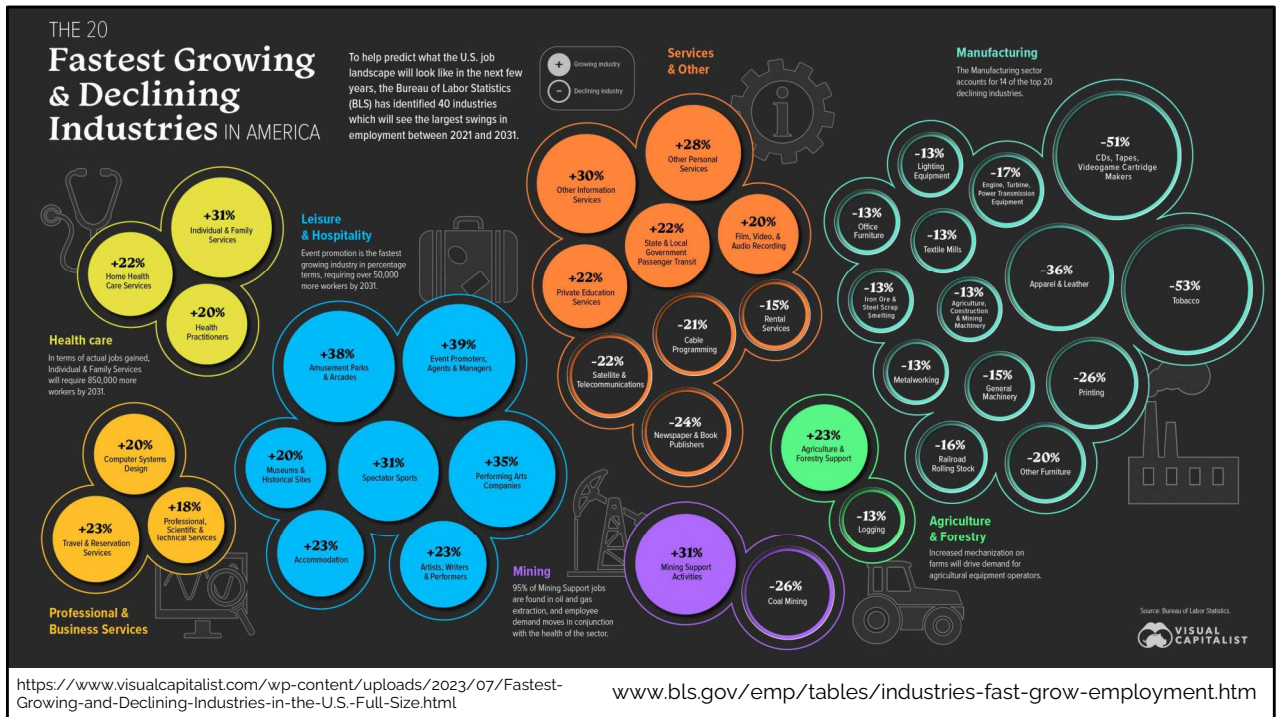 THE 20
Fastest Growing
& Declining
Industries IN AMERICA
To help predict what the U.S. job
landscape will look like in the next few
years, the Bureau of Labor Statistics
(BLS) has identified 40 industries
which will see the largest swings in
employment between 2021 and 2031.
+ Growing Industry
- Declining Industry
+31%
Individual & Family
Services
+22%
Home Health
Care Services
+20%
Health
Practitioners
Health care
In terms of actual jobs gained,
Individual & Family Services
will require 850,000 more
workers by 2031.
+20%
Computer Systems
Design
+18%
Professional,
Scientific &
Technical Services
+23%
Travel & Reservation
Services
Professional &
Business Services
Leisure
& Hospitality
Event promotion is the fastest
growing industry in percentage
terms, requiring over 50,000
more workers by 2031.
+38%
Amusement Parks
& Arcades
+39%
Event Promoters,
Agents & Managers
+20%
Museums &
Historical Sites
+31%
Spectator Sports
+35%
Performing Arts
Companies
+23%
Accommodation
+23%
Artists, Writers
& Performers
Services
& Other
+28%
Other Personal
Services
+30%
Other Information
Services
+22%
State & Local
Government
Passenger Transit
+20%
Film, Video, &
Audio Recording
+22%
Private Education
Services
-15%
Rental
Services
-21%
Cable
Programming
-22%
Satellite &
Telecommunications
-24%
Newspaper & Book
Publishers
Mining
95% of Mining Support jobs
are found in oil and gas
extraction, and employee
demand moves in conjunction
with the health of the sector.
+31%
Mining Support
Activities
-26%
Coal Mining
+23%
Agriculture &
Forestry Support
-13%
Logging
Agriculture
& Forestry
Increased mechanization on
farms will drive demand for
agricultural equipment operators.
Manufacturing
The Manufacturing sector
accounts for 14 of the top 20
declining industries.
-51%
CDs, Tapes,
Videogame Cartridge
Makers
-13%
Lighting
Equipment
-17%
Engine, Turbine,
Power Transmission
Equipment
-13%
Office
Furniture
-13%
Textile Mills
-36%
Apparel & Leather
-53%
Tobacco
-13%
Iron Ore &
Steel Scrap
Smelting
-13%
Agriculture,
Construction
& Mining
Machinery
-13%
Metalworking
-15%
General
Machinery
-26%
Printing
-16%
Railroad
Rolling Stock
-20%
Other Furniture
Source: Bureau of Labor Statistics
VISUAL
CAPITALIST
https://www.visualcapitalist.com/wp-content/uploads/2023/07/Fastest-
Growing-and-Declining-Industries-in-the-U.S.-Full-Size.html
www.bls.gov/emp/tables/industries-fast-grow-employment.htm